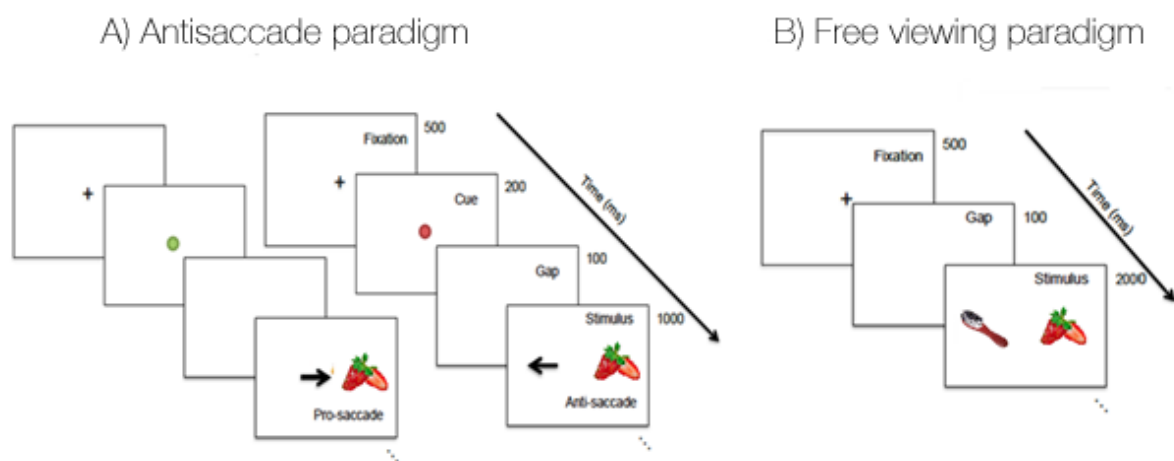 A) Antisaccade paradigm
B) Free viewing paradigm
+
Pro-saccade
+
Fixation
500
Cue
200
Gap
100
Stimulus
1000
Anti-saccade
Time (ms)
+
Fixation
500
Gap
100
Stimulus
2000
Time (ms)